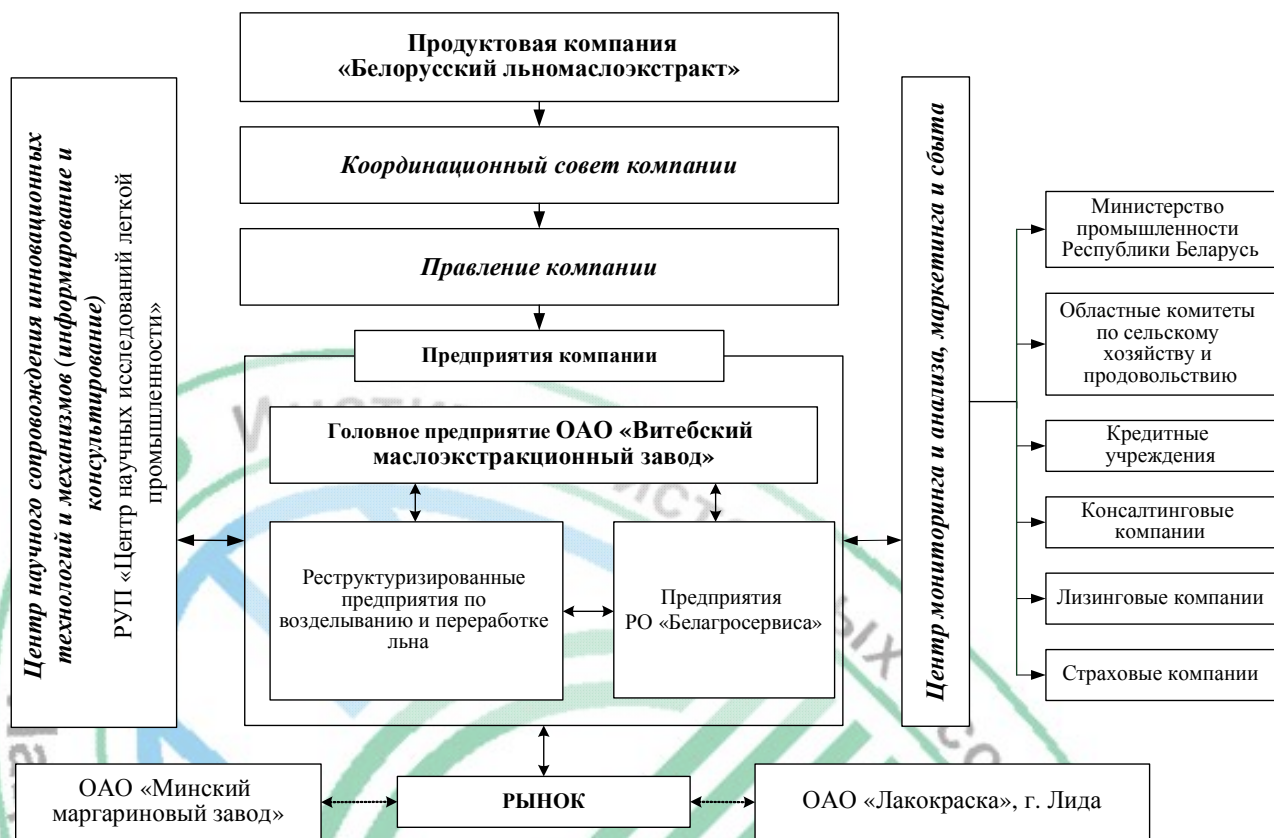 Продуктовая компания
«Белорусский льномаслоэкстракт»
Координационный совет компании
Правление компании
Предприятия компании
Головное предприятие ОАО «Витебский
маслоэкстракционный завод»
Реструктуризированные
предприятия по
возделыванию и переработке
льна
Предприятия
РО «Белагросервиса»
Центр научного сопровождения инновационных
технологий и механизмов (информирование и
консультирование)
РУП «Центр научных исследований легкой
промышленности»
Центр мониторинга и анализа, маркетинга и сбыта
Министерство
промышленности
Республики Беларусь
Областные комитеты
по сельскому
хозяйству и
продовольствию
Кредитные
учреждения
Консалтинговые
компании
Лизинговые компании
Страховые компании
ОАО «Минский
маргариновый завод»
РЫНОК
ОАО «Лакокраска», г. Лида